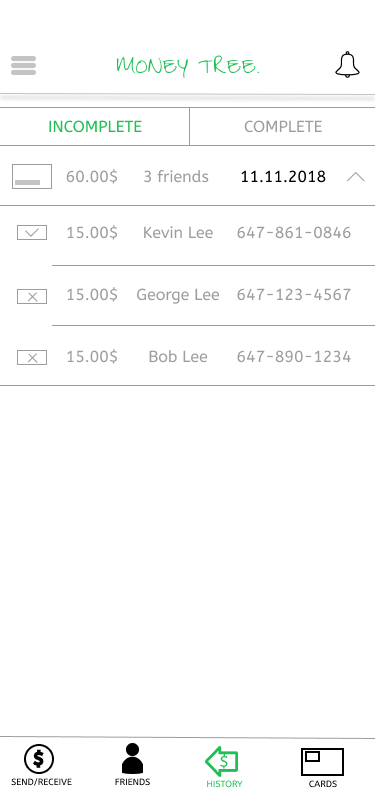 MONEY TREE.
INCOMPLETE COMPLETE
60.00$ 3 friends 11.11.2018
15.00$ Kevin Lee 647-861-0846
15.00$ George Lee 647-123-4567
15.00$ Bob Lee 647-890-1234
$ $
SEND/RECEIVE FRIENDS HISTORY CARDS